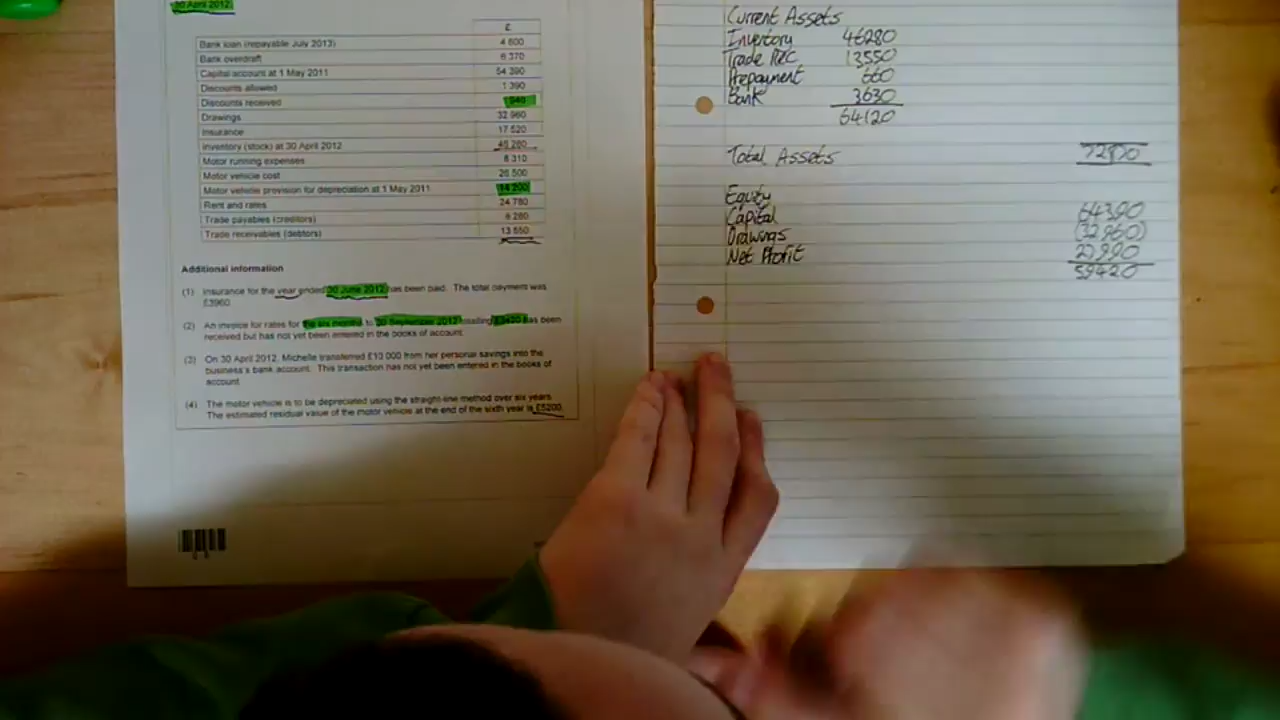 30 April 2012.
£
Bank loan (repayable July 2013) 4 600
Bank overdraft 6 370
Capital account at 1 May 2011 54 390
Discounts allowed 1 390
Discounts received 940
Drawings 32 960
Insurance 17 520
Inventory (stock) at 30 April 2012 46 280
Motor running expenses 8 310
Motor vehicle cost 26 500
Motor vehicle provision for depreciation at 1 May 2011 14 200
Rent and rates 24 780
Trade payables (creditors) 6 260
Trade receivables (debtors) 13 550
Additional information
(1) Insurance for the year ended 30 June 2012 has been paid. The total payment was
£3960.
(2) An invoice for rates for the six months to 30 September 2012 totalling has been
received but has not yet been entered in the books of account.
(3) On 30 April 2012, Michelle transferred £10 000 from her personal savings into the
business's bank account. This transaction has not yet been entered in the books of
account.
(4) The motor vehicle is to be depreciated using the straight-line method over six years.
The estimated residual value of the motor vehicle at the end of the sixth year is £5200.
Current Assets
Inventory 46280
Trade Rec 13550
Prepayment 660
Bank 3630
64120
Total Assets
Equity
Capital 64390
Drawings (32960)
Net Profit
59420